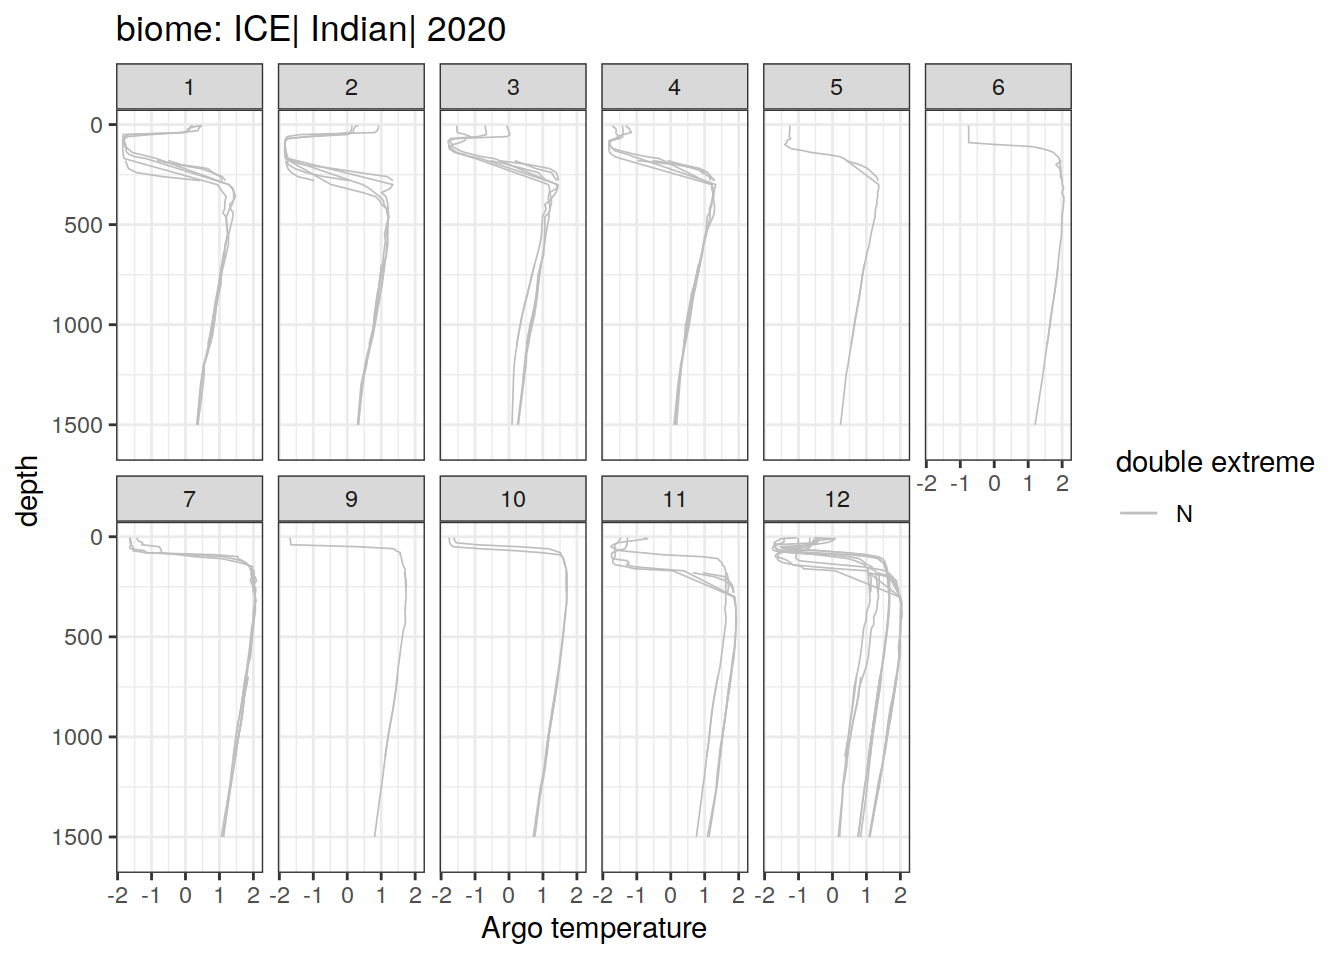 biome: ICE| Indian| 2020
1 2 3 4 5 6
0
500
1000
1500
-2 -1 0 1 2
7 9 10 11 12
0
500
1000
1500
-2 -1 0 1 2 -2 -1 0 1 2 -2 -1 0 1 2 -2 -1 0 1 2 -2 -1 0 1 2
depth
Argo temperature
double extreme
N